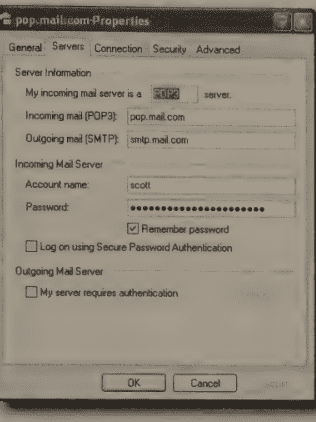 pop.mail.com Properties
General Servers Connection Security Advanced
Server Information
My incoming mail server is a POP3 server.
Incoming mail (POP3): pop.mail.com
Outgoing mail (SMTP): smtp.mail.com
Incoming Mail Server
Account name: scott
Password: ●●●●●●●●●●●●●●●●●●●●●●
Remember password
Log on using Secure Password Authentication
Outgoing Mail Server
My server requires authentication
OK Cancel